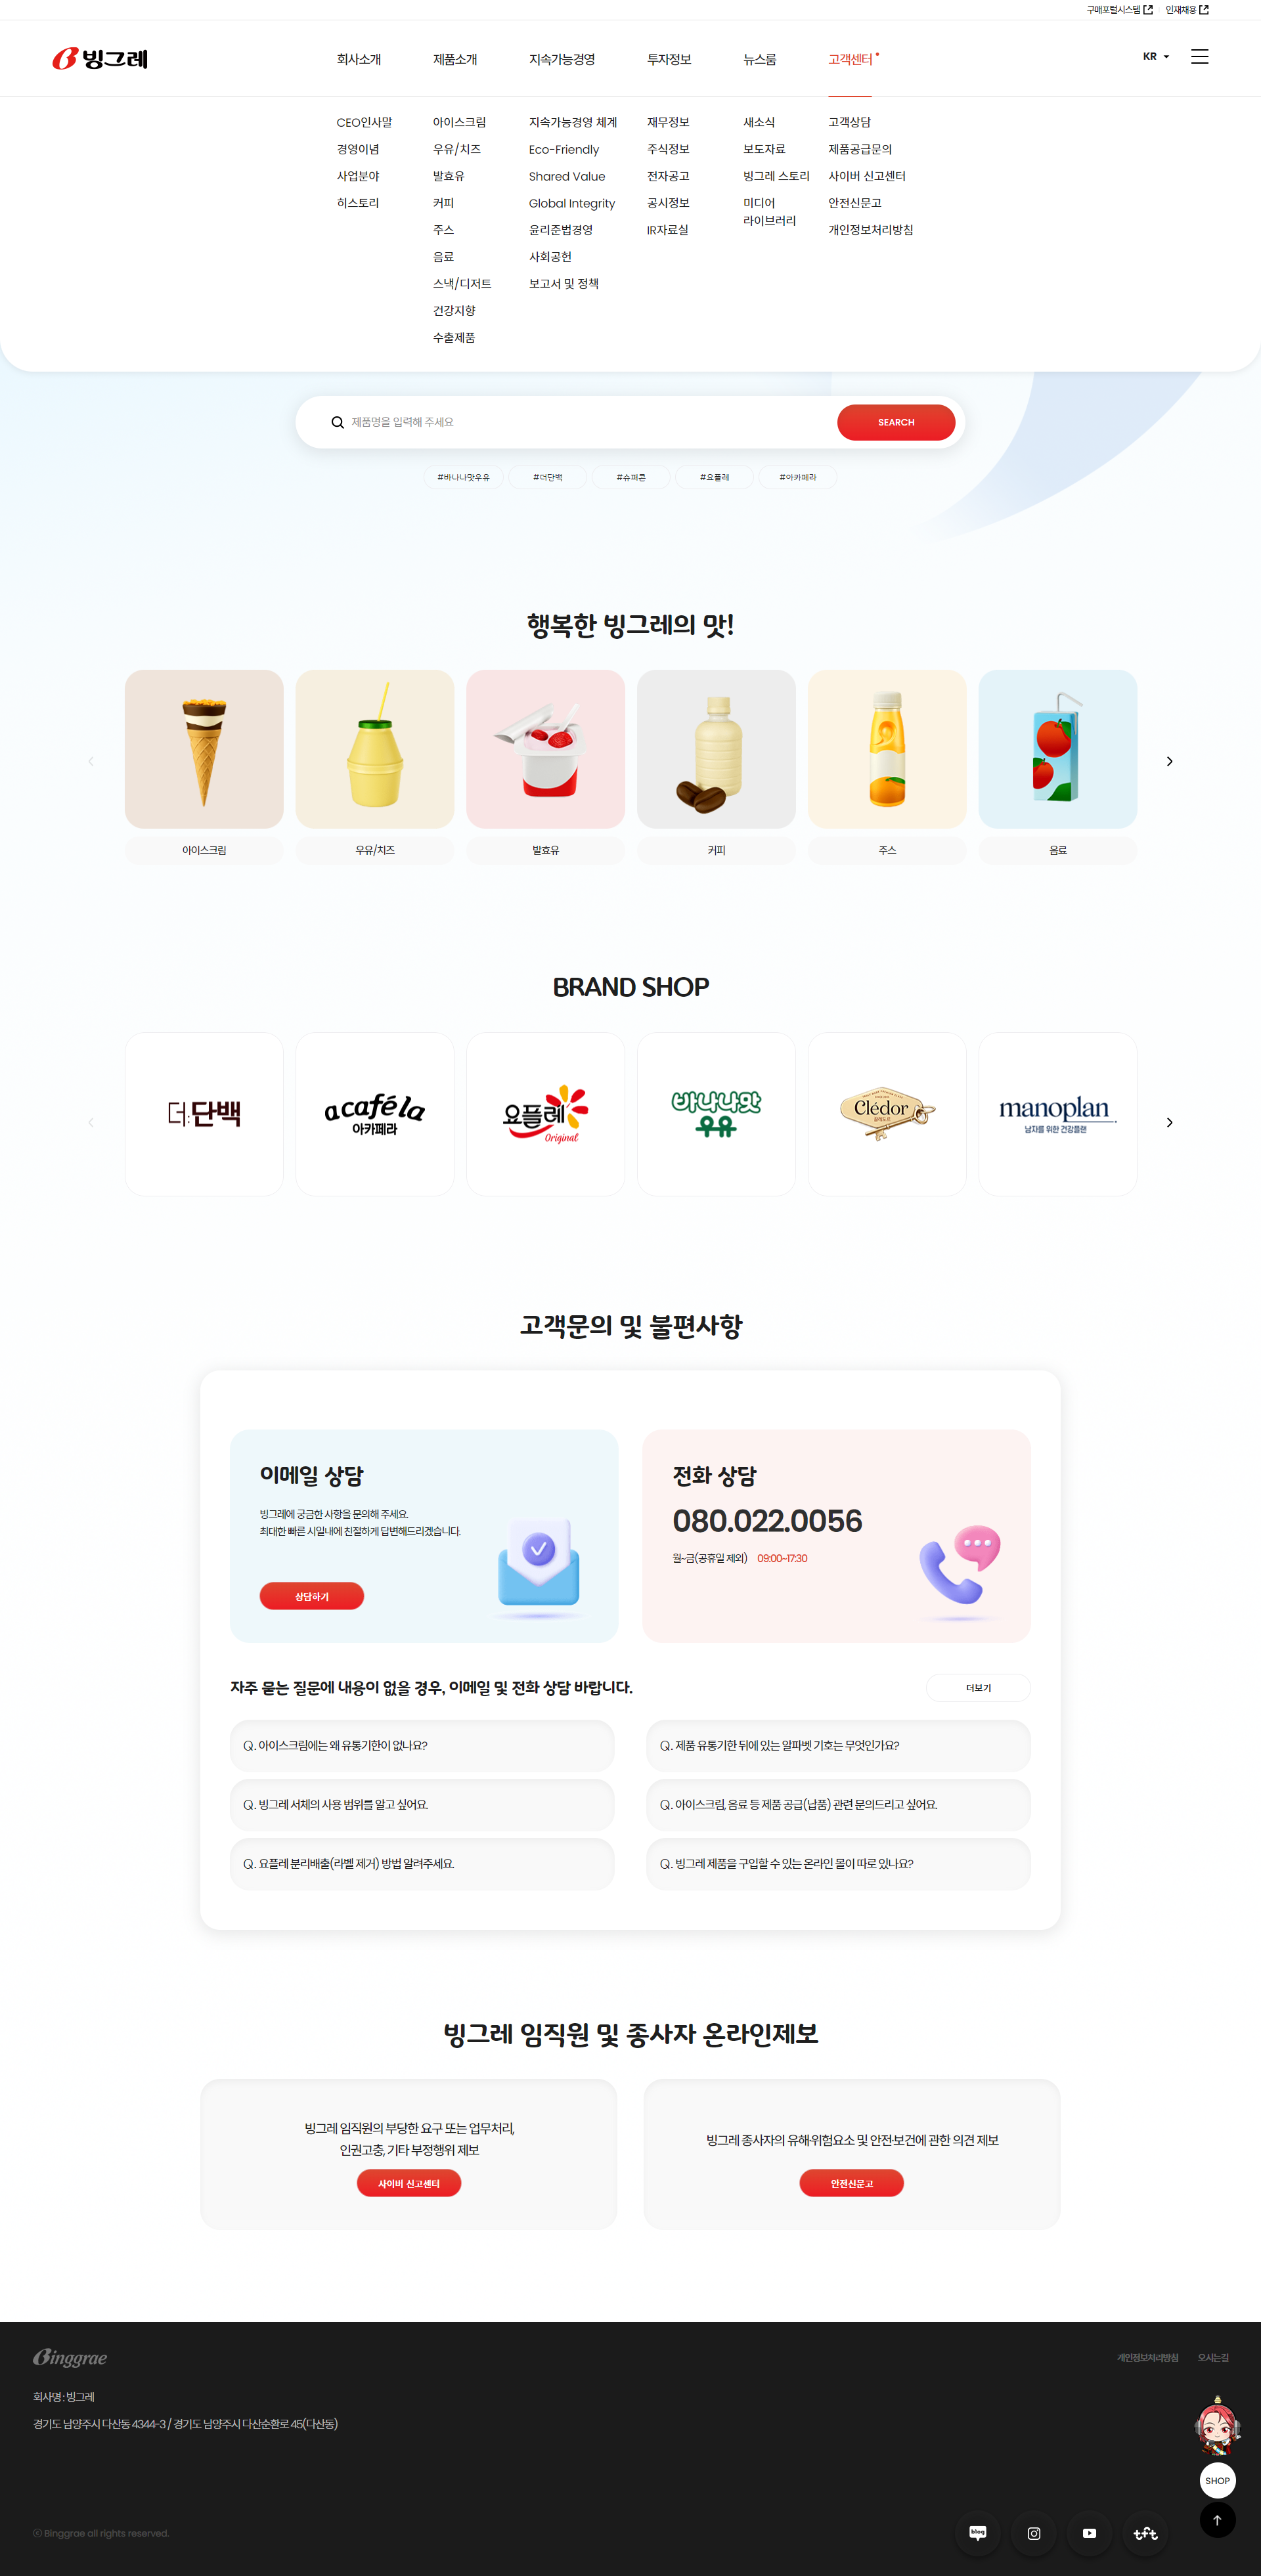 구매포털시스템 인재채용
빙그레
회사소개 제품소개 지속가능경영 투자정보 뉴스룸 고객센터
KR
CEO인사말
경영이념
사업분야
히스토리
아이스크림
우유/치즈
발효유
커피
주스
음료
스낵/디저트
건강지향
수출제품
지속가능경영 체계
Eco-Friendly
Shared Value
Global Integrity
윤리준법경영
사회공헌
보고서 및 정책
재무정보
주식정보
전자공고
공시정보
IR자료실
새소식
보도자료
빙그레 스토리
미디어
라이브러리
고객상담
제품공급문의
사이버 신고센터
안전신문고
개인정보처리방침
제품명을 입력해 주세요
SEARCH
#바나나맛우유 #더단백 #슈퍼콘 #요플레 #아카페라
행복한 빙그레의 맛!
아이스크림 우유/치즈 발효유 커피 주스 음료
BRAND SHOP
더:단백
acaféla
아카페라
요플레
Original
바나나맛
우유
Clédor
끌레도르
manoplan
남자를 위한 건강플랜
고객문의 및 불편사항
이메일 상담
빙그레에 궁금한 사항을 문의해 주세요.
최대한 빠른 시일내에 친절하게 답변해드리겠습니다.
상담하기
전화 상담
080.022.0056
월~금(공휴일 제외) 09:00~17:30
자주 묻는 질문에 내용이 없을 경우, 이메일 및 전화 상담 바랍니다.
더보기
Q. 아이스크림에는 왜 유통기한이 없나요?
Q. 제품 유통기한 뒤에 있는 알파벳 기호는 무엇인가요?
Q. 빙그레 서체의 사용 범위를 알고 싶어요.
Q. 아이스크림, 음료 등 제품 공급(납품) 관련 문의드리고 싶어요.
Q. 요플레 분리배출(라벨 제거) 방법 알려주세요.
Q. 빙그레 제품을 구입할 수 있는 온라인 몰이 따로 있나요?
빙그레 임직원 및 종사자 온라인제보
빙그레 임직원의 부당한 요구 또는 업무처리,
인권고충, 기타 부정행위 제보
사이버 신고센터
빙그레 종사자의 유해·위험요소 및 안전·보건에 관한 의견 제보
안전신문고
Binggrae
개인정보처리방침 오시는길
회사명 : 빙그레
경기도 남양주시 다산동 4344-3 / 경기도 남양주시 다산순환로 45(다산동)
SHOP
ⓒ Binggrae all rights reserved.
blog
tft